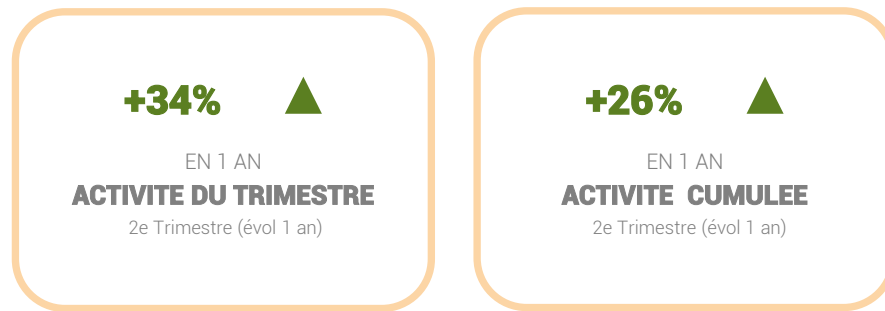 +34%
EN 1 AN
ACTIVITE DU TRIMESTRE
2e Trimestre (évol 1 an)
+26%
EN 1 AN
ACTIVITE CUMULEE
2e Trimestre (évol 1 an)